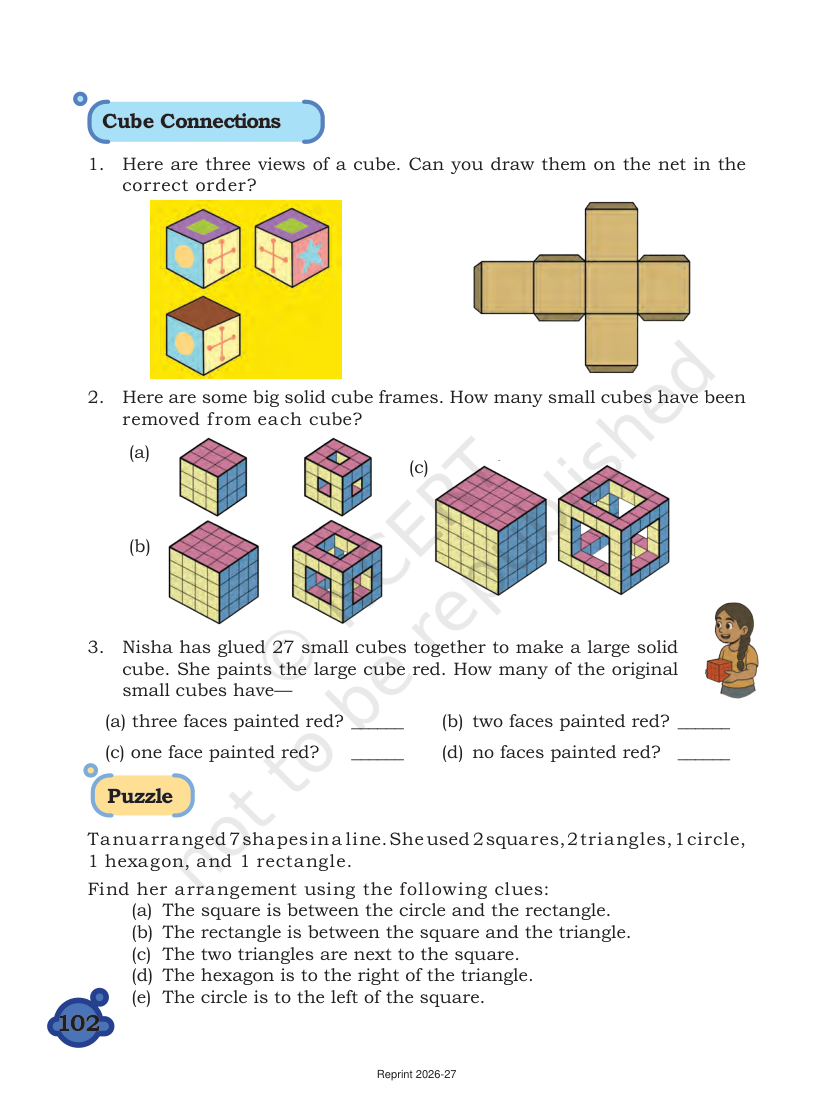 Cube Connections
1. Here are three views of a cube. Can you draw them on the net in the
correct order?
2. Here are some big solid cube frames. How many small cubes have been
removed from each cube?
(a)
(c)
(b)
3. Nisha has glued 27 small cubes together to make a large solid
cube. She paints the large cube red. How many of the original
small cubes have—
(a) three faces painted red? ______ (b) two faces painted red? ______
(c) one face painted red? ______ (d) no faces painted red? ______
Puzzle
Tanu arranged 7 shapes in a line. She used 2 squares, 2 triangles, 1 circle,
1 hexagon, and 1 rectangle.
Find her arrangement using the following clues:
(a) The square is between the circle and the rectangle.
(b) The rectangle is between the square and the triangle.
(c) The two triangles are next to the square.
(d) The hexagon is to the right of the triangle.
(e) The circle is to the left of the square.
102
Reprint 2026-27
© NCERT
not to be republished